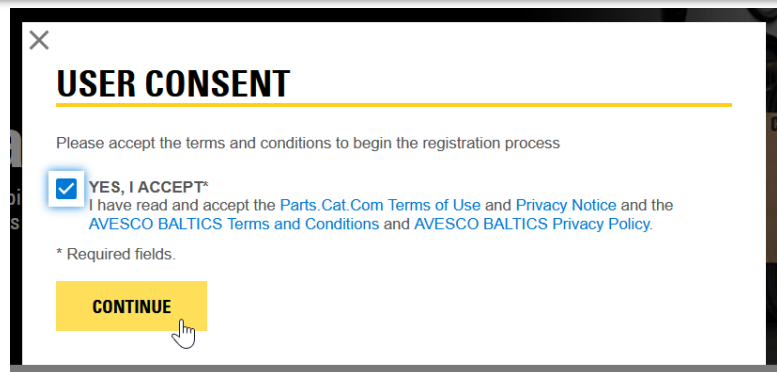 USER CONSENT
Please accept the terms and conditions to begin the registration process
YES, I ACCEPT*
I have read and accept the Parts.Cat.Com Terms of Use and Privacy Notice and the
AVESCO BALTICS Terms and Conditions and AVESCO BALTICS Privacy Policy.
* Required fields.
CONTINUE